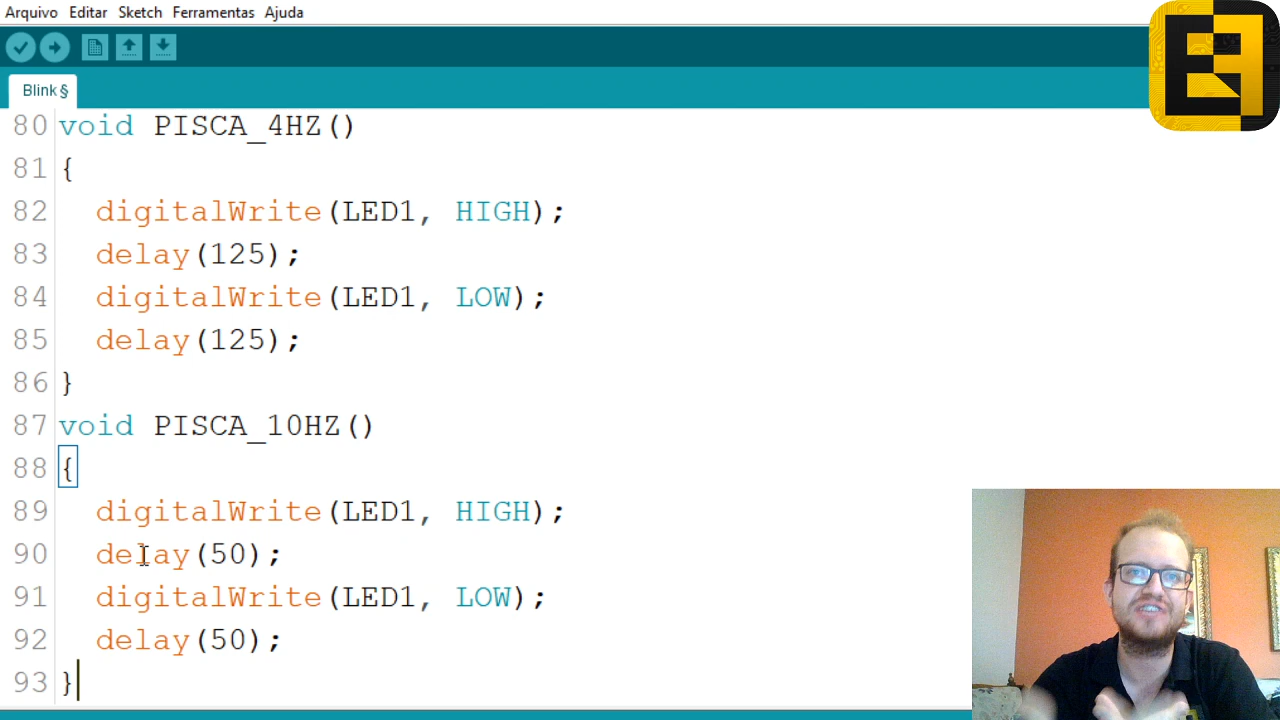 Arquivo Editar Sketch Ferramentas Ajuda
Blink §
80 void PISCA_4HZ()
81 {
82 digitalWrite(LED1, HIGH);
83 delay(125);
84 digitalWrite(LED1, LOW);
85 delay(125);
86 }
87 void PISCA_10HZ()
88 {
89 digitalWrite(LED1, HIGH);
90 delay(50);
91 digitalWrite(LED1, LOW);
92 delay(50);
93 }